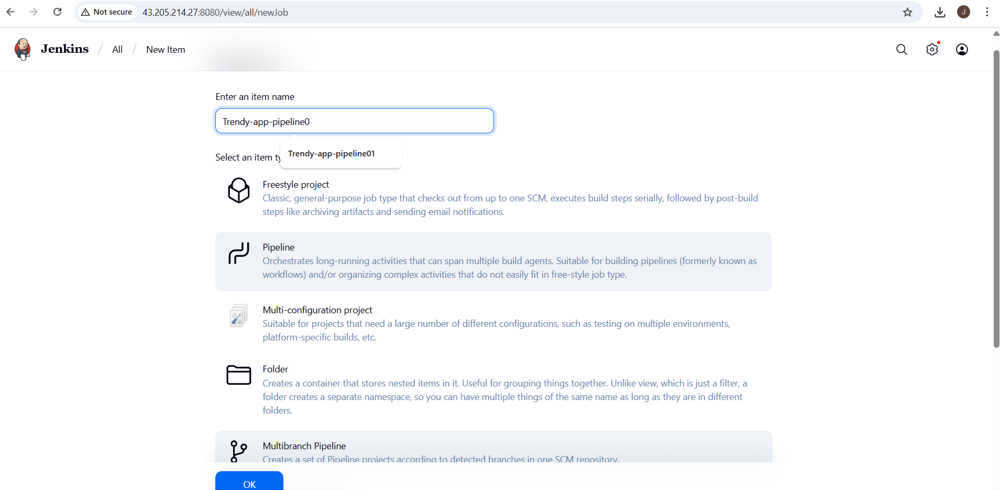 Not secure 43.205.214.27:8080/view/all/newJob J
Jenkins / All / New Item
Enter an item name
Trendy-app-pipeline0
Trendy-app-pipeline01
Select an item ty
Freestyle project
Classic, general-purpose job type that checks out from up to one SCM, executes build steps serially, followed by post-build
steps like archiving artifacts and sending email notifications.
Pipeline
Orchestrates long-running activities that can span multiple build agents. Suitable for building pipelines (formerly known as
workflows) and/or organizing complex activities that do not easily fit in free-style job type.
Multi-configuration project
Suitable for projects that need a large number of different configurations, such as testing on multiple environments,
platform-specific builds, etc.
Folder
Creates a container that stores nested items in it. Useful for grouping things together. Unlike view, which is just a filter, a
folder creates a separate namespace, so you can have multiple things of the same name as long as they are in different
folders.
Multibranch Pipeline
Creates a set of Pipeline projects according to detected branches in one SCM repository.
OK